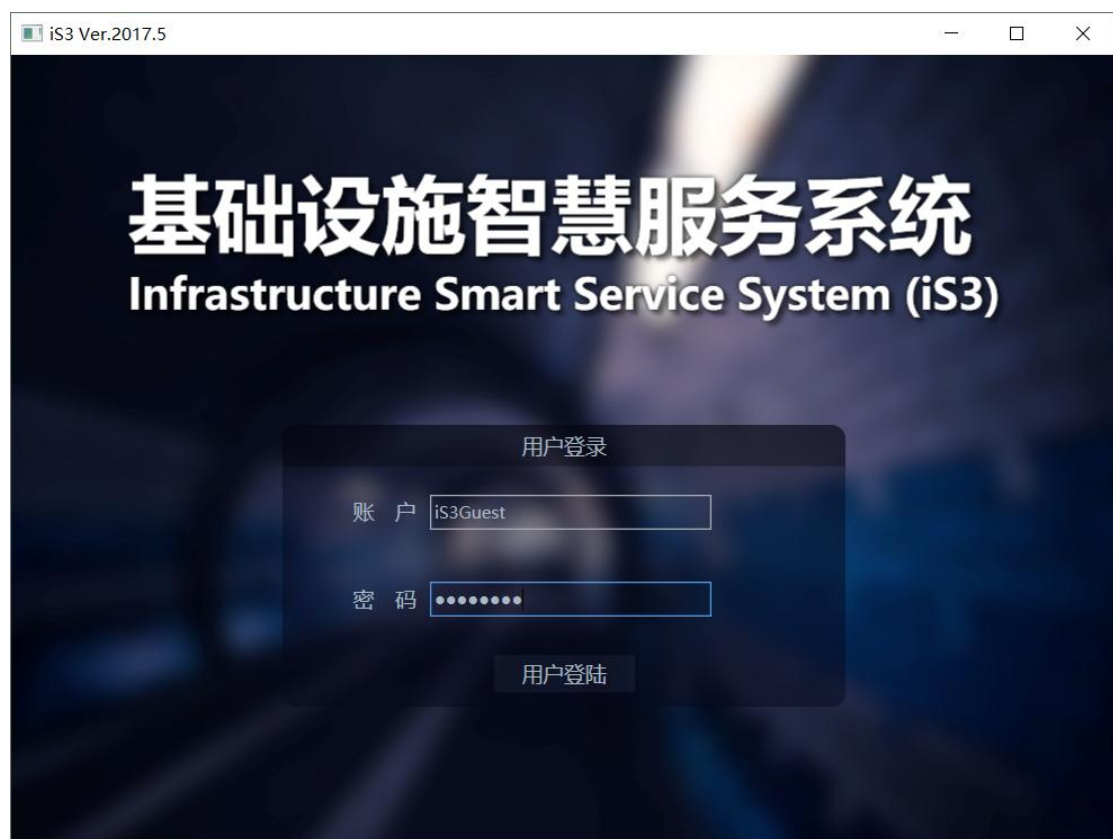 iS3 Ver.2017.5
基础设施智慧服务系统
Infrastructure Smart Service System (iS3)
用户登录
账 户 iS3Guest
密 码 ●●●●●●●●
用户登陆